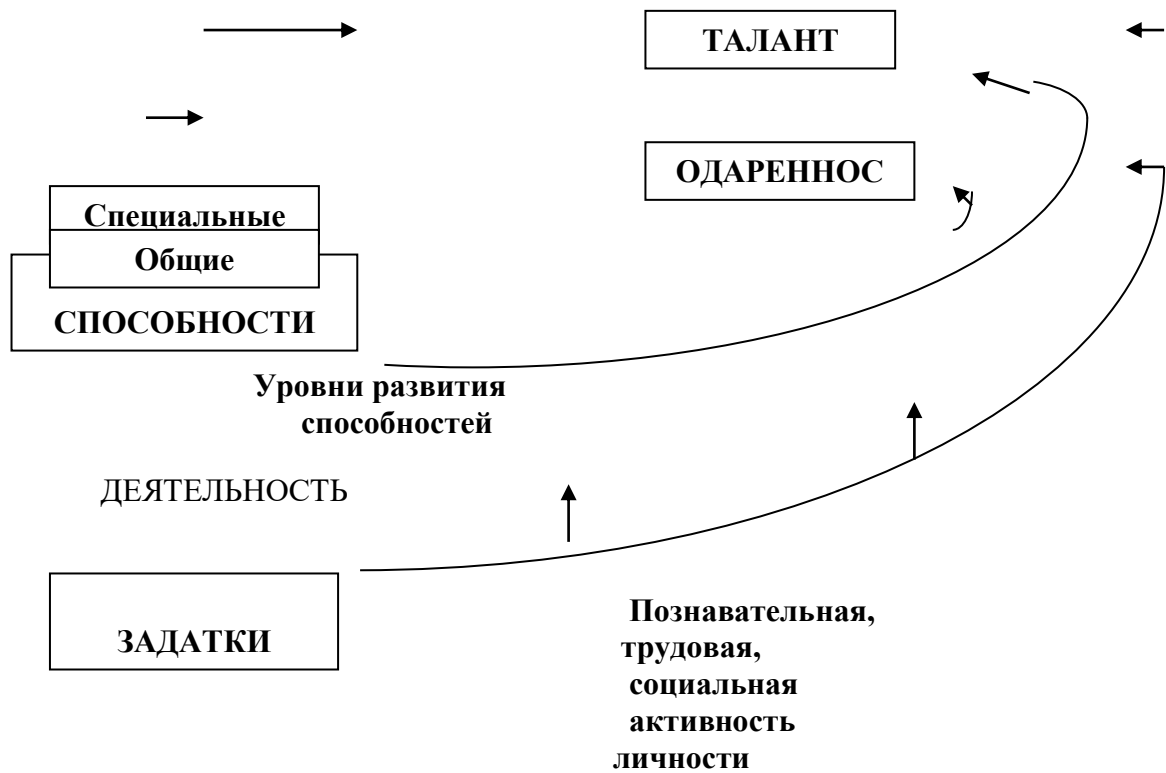 ТАЛАНТ
ОДАРЕННОС
Специальные
Общие
СПОСОБНОСТИ
Уровни развития
способностей
ДЕЯТЕЛЬНОСТЬ
ЗАДАТКИ
Познавательная,
трудовая,
социальная
активность
личности